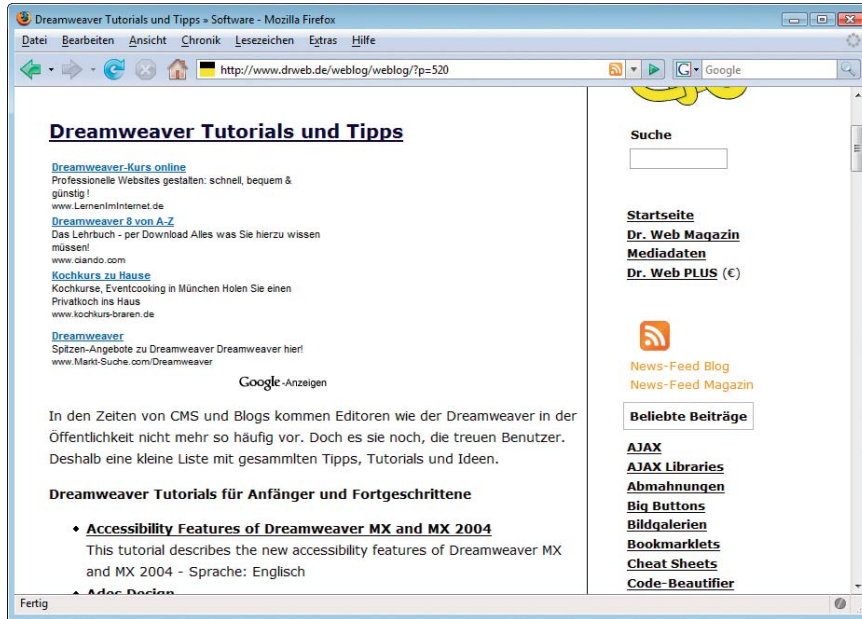 Dreamweaver Tutorials und Tipps » Software - Mozilla Firefox
Datei Bearbeiten Ansicht Chronik Lesezeichen Extras Hilfe
http://www.drweb.de/weblog/weblog/?p=520
G Google
Dreamweaver Tutorials und Tipps
Dreamweaver-Kurs online
Professionelle Websites gestalten: schnell, bequem &
günstig !
www.LernenImInternet.de
Dreamweaver 8 von A-Z
Das Lehrbuch - per Download Alles was Sie hierzu wissen
müssen!
www.ciando.com
Kochkurs zu Hause
Kochkurse, Eventcooking in München Holen Sie einen
Privatkoch ins Haus
www.kochkurs-braren.de
Dreamweaver
Spitzen-Angebote zu Dreamweaver Dreamweaver hier!
www.Markt-Suche.com/Dreamweaver
Google-Anzeigen
In den Zeiten von CMS und Blogs kommen Editoren wie der Dreamweaver in der
Öffentlichkeit nicht mehr so häufig vor. Doch es sie noch, die treuen Benutzer.
Deshalb eine kleine Liste mit gesammlten Tipps, Tutorials und Ideen.
Dreamweaver Tutorials für Anfänger und Fortgeschrittene
Accessibility Features of Dreamweaver MX and MX 2004
This tutorial describes the new accessibility features of Dreamweaver MX
and MX 2004 - Sprache: Englisch
Ades Design
Suche
Startseite
Dr. Web Magazin
Mediadaten
Dr. Web PLUS (€)
News-Feed Blog
News-Feed Magazin
Beliebte Beiträge
AJAX
AJAX Libraries
Abmahnungen
Big Buttons
Bildgalerien
Bookmarklets
Cheat Sheets
Code-Beautifier
Fertig